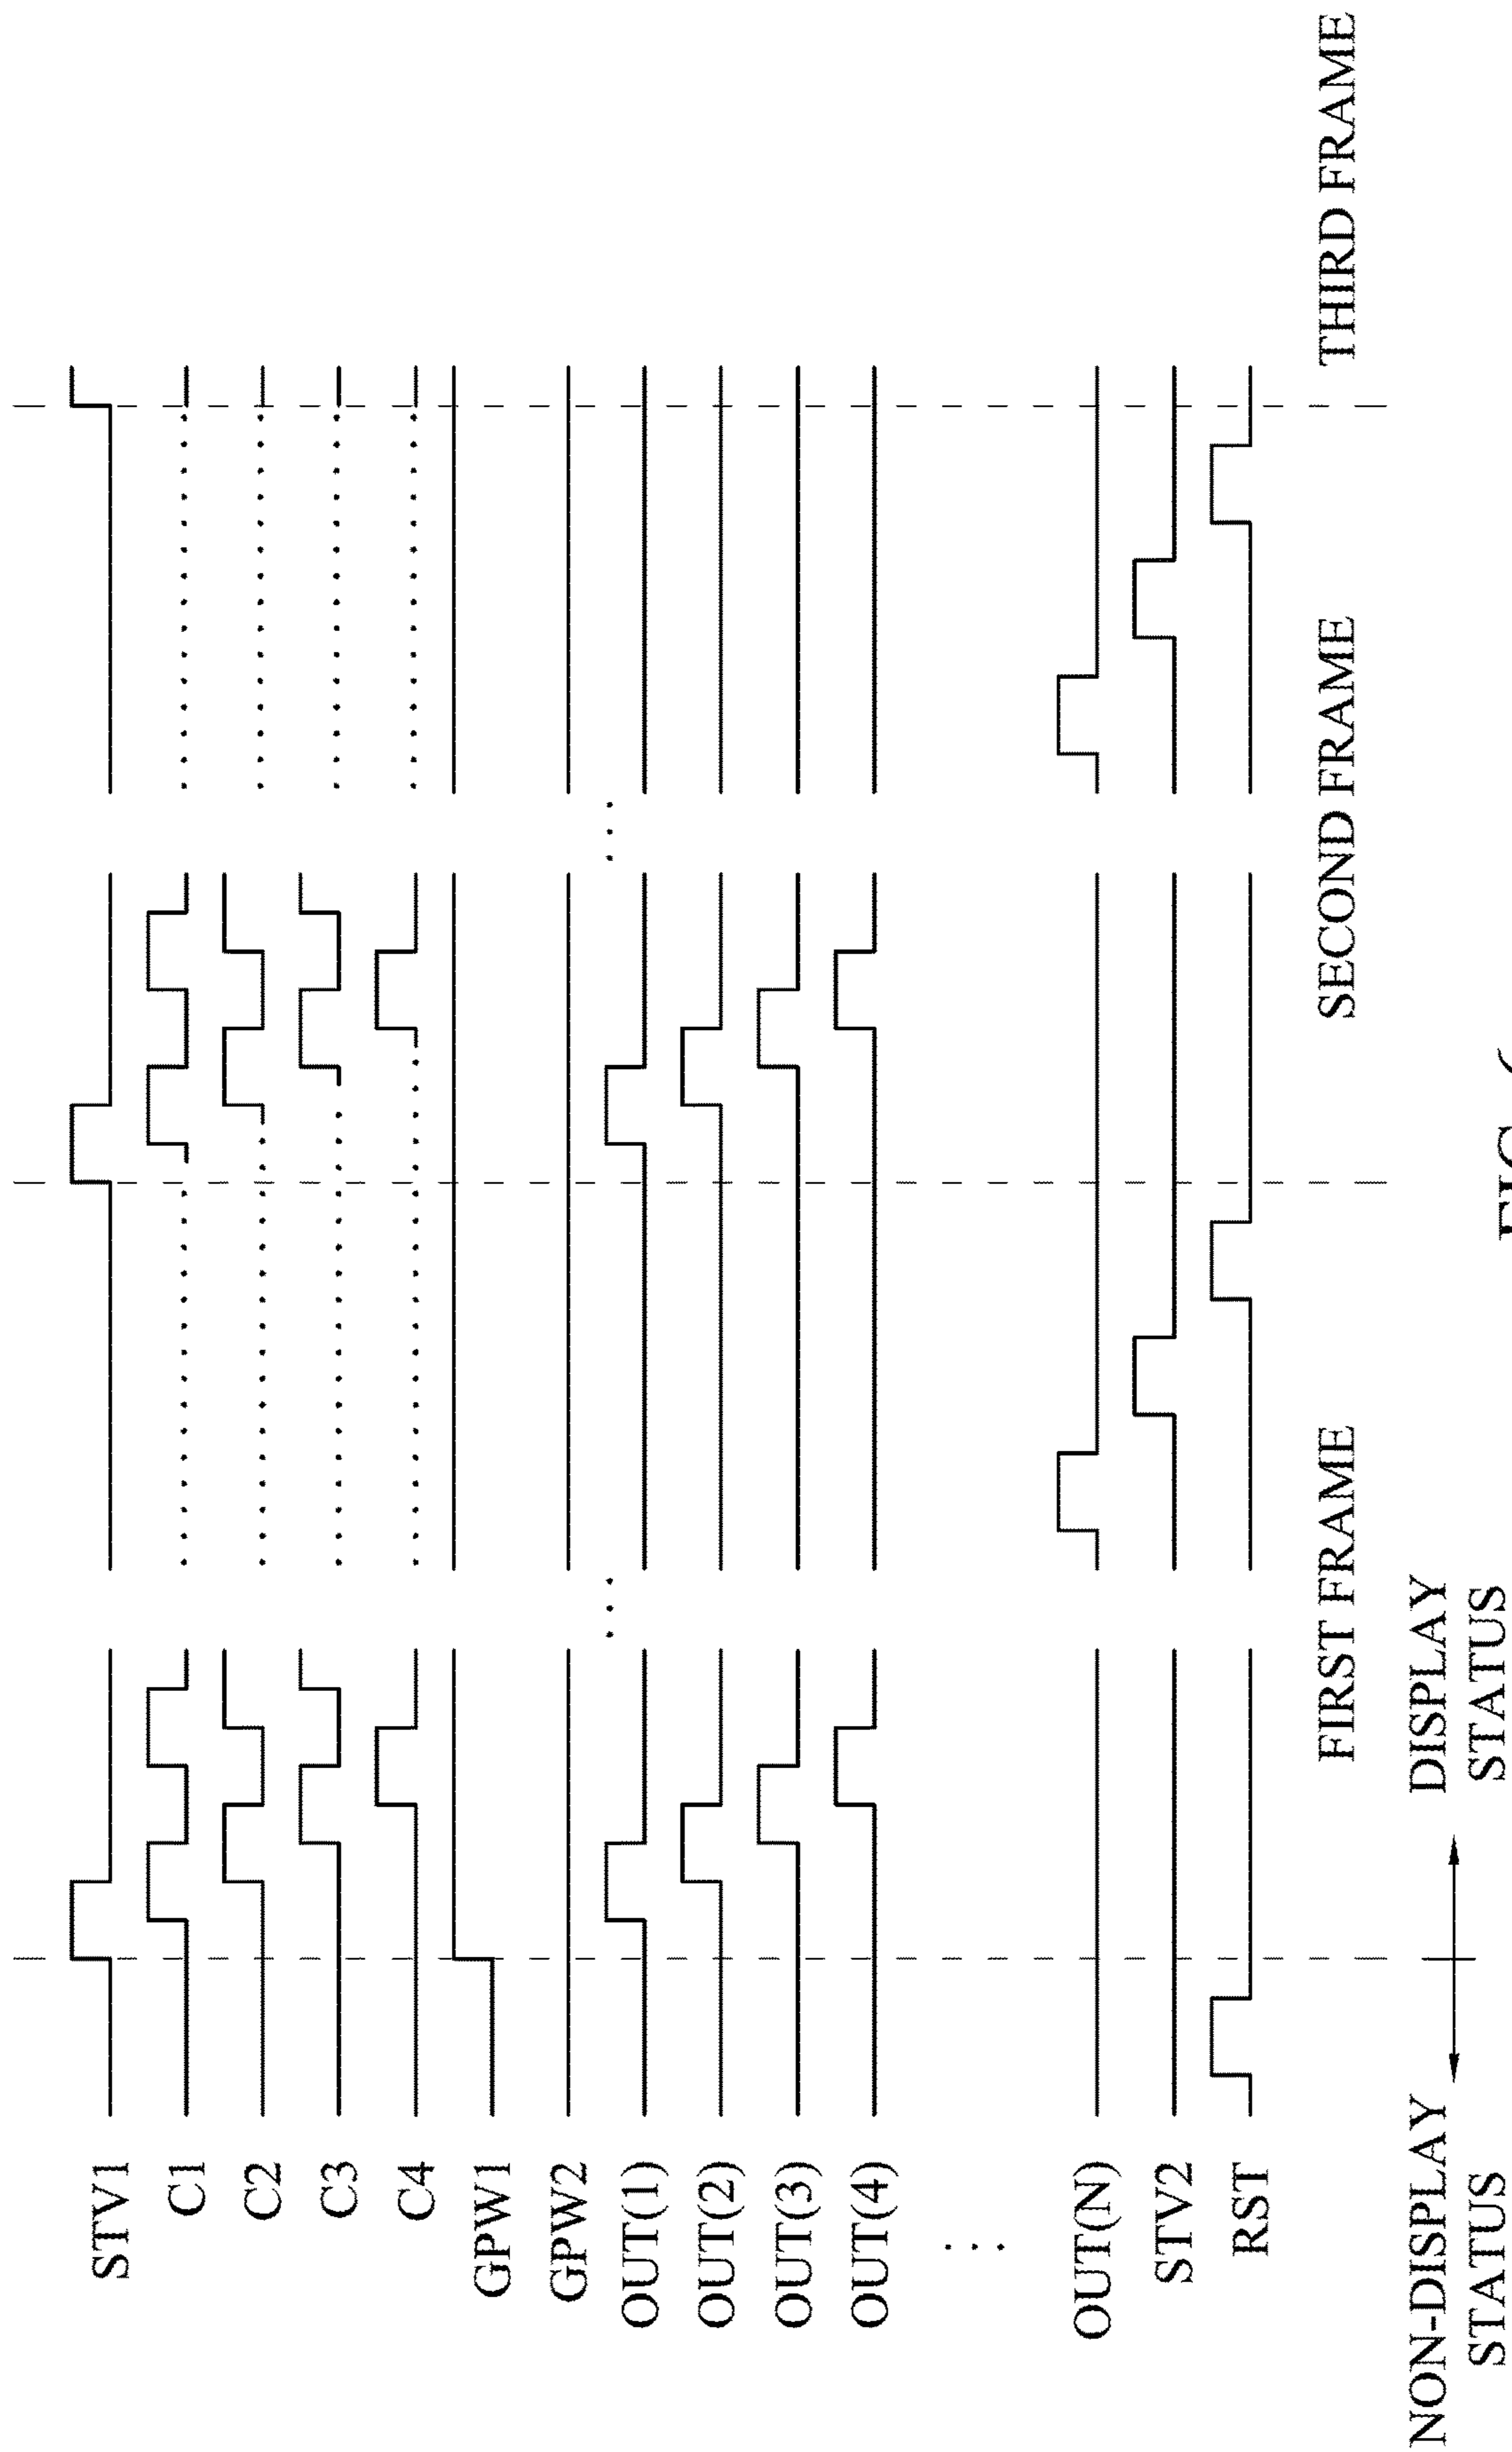 STV1
C1
C2
C3
C4
GPW1
GPW2
OUT(1)
OUT(2)
OUT(3)
OUT(4)
OUT(N)
STV2
RST
FIRST FRAME
SECOND FRAME
THIRD FRAME
NON-DISPLAY
STATUS
DISPLAY
STATUS